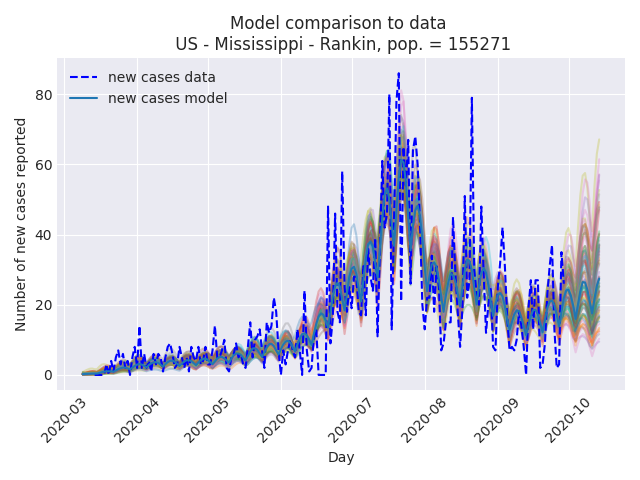 Model comparison to data
US - Mississippi - Rankin, pop. = 155271
new cases data
new cases model
Number of new cases reported
80
60
40
20
0
2020-03
2020-04
2020-05
2020-06
2020-07
2020-08
2020-09
2020-10
Day